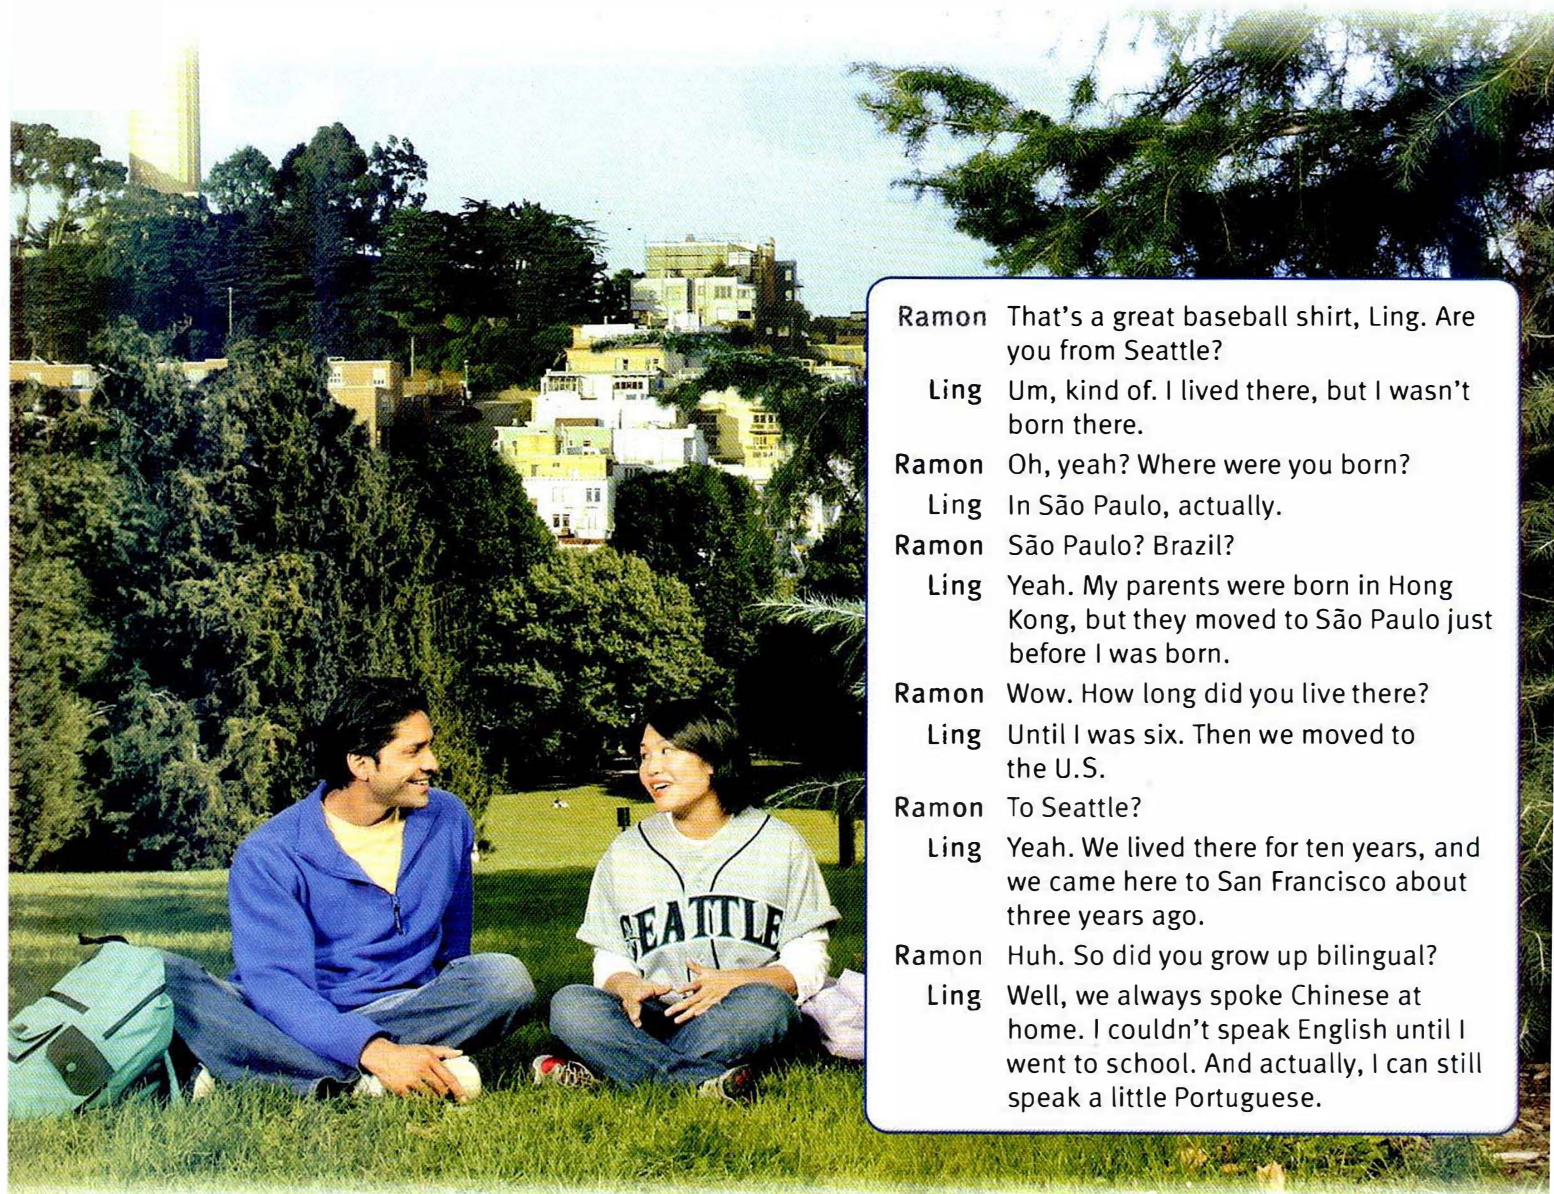 SEATTLE
Ramon That's a great baseball shirt, Ling. Are
you from Seattle?
Ling Um, kind of. I lived there, but I wasn't
born there.
Ramon Oh, yeah? Where were you born?
Ling In São Paulo, actually.
Ramon São Paulo? Brazil?
Ling Yeah. My parents were born in Hong
Kong, but they moved to São Paulo just
before I was born.
Ramon Wow. How long did you live there?
Ling Until I was six. Then we moved to
the U.S.
Ramon To Seattle?
Ling Yeah. We lived there for ten years, and
we came here to San Francisco about
three years ago.
Ramon Huh. So did you grow up bilingual?
Ling Well, we always spoke Chinese at
home. I couldn't speak English until I
went to school. And actually, I can still
speak a little Portuguese.